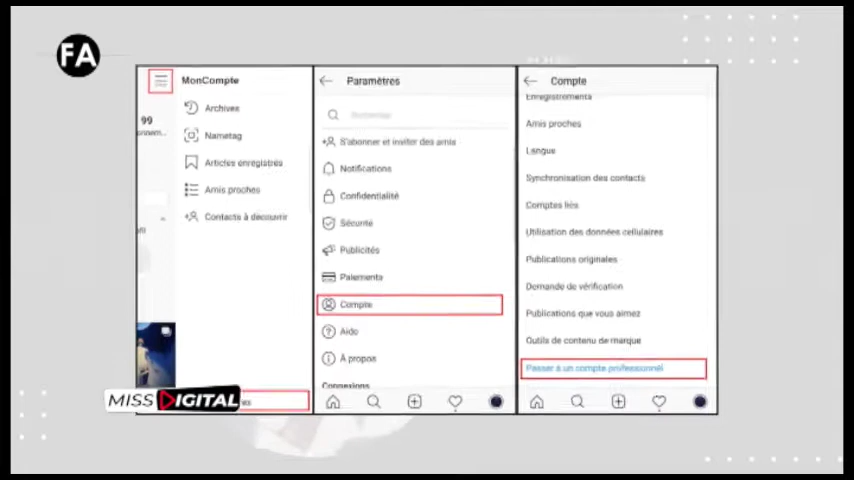 FA
MonCompte
99
Archives
Nametag
Articles enregistrés
Amis proches
Contacts à découvrir
Paramètres
S'abonner et inviter des amis
Notifications
Confidentialité
Sécurité
Publicités
Paiements
Compte
Aide
À propos
Connexions
Compte
Enregistrements
Amis proches
Langue
Synchronisation des contacts
Comptes liés
Utilisation des données cellulaires
Publications originales
Demande de vérification
Publications que vous aimez
Outils de contenu de marque
Passer à un compte professionnel
MISS DIGITAL